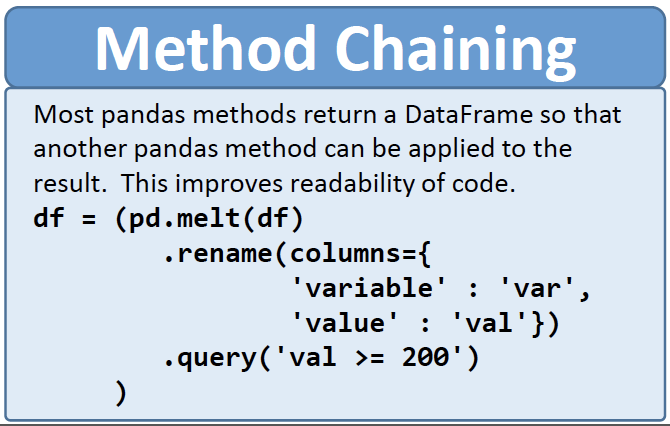 Method Chaining
Most pandas methods return a DataFrame so that
another pandas method can be applied to the
result.  This improves readability of code.
df = (pd.melt(df)
        .rename(columns={
                'variable' : 'var',
                'value' : 'val'})
        .query('val >= 200')
     )